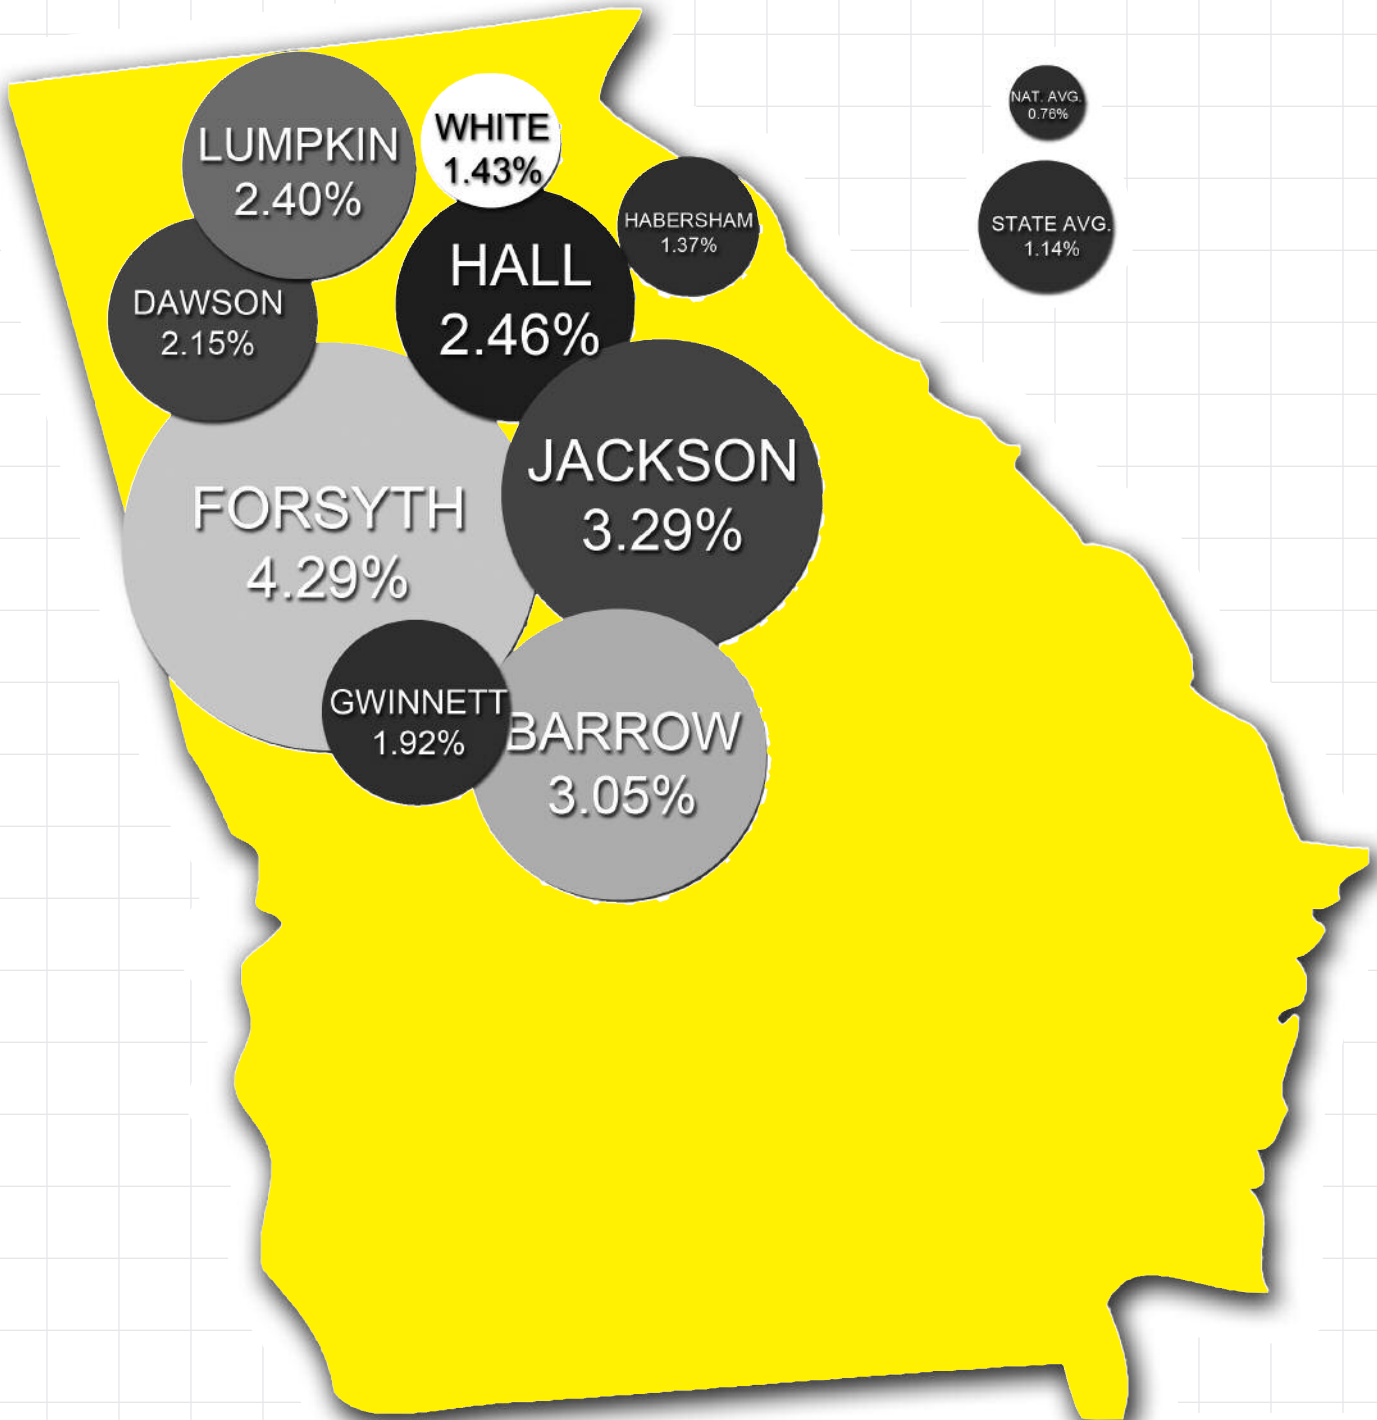 NAT. AVG.
0.76%
LUMPKIN
2.40%
WHITE
1.43%
HABERSHAM
1.37%
STATE AVG.
1.14%
HALL
2.46%
DAWSON
2.15%
JACKSON
3.29%
FORSYTH
4.29%
GWINNETT
1.92%
BARROW
3.05%